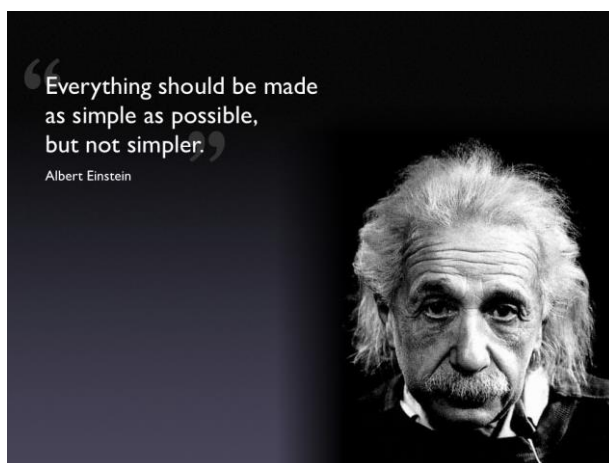 “Everything should be made
as simple as possible,
but not simpler.”
Albert Einstein